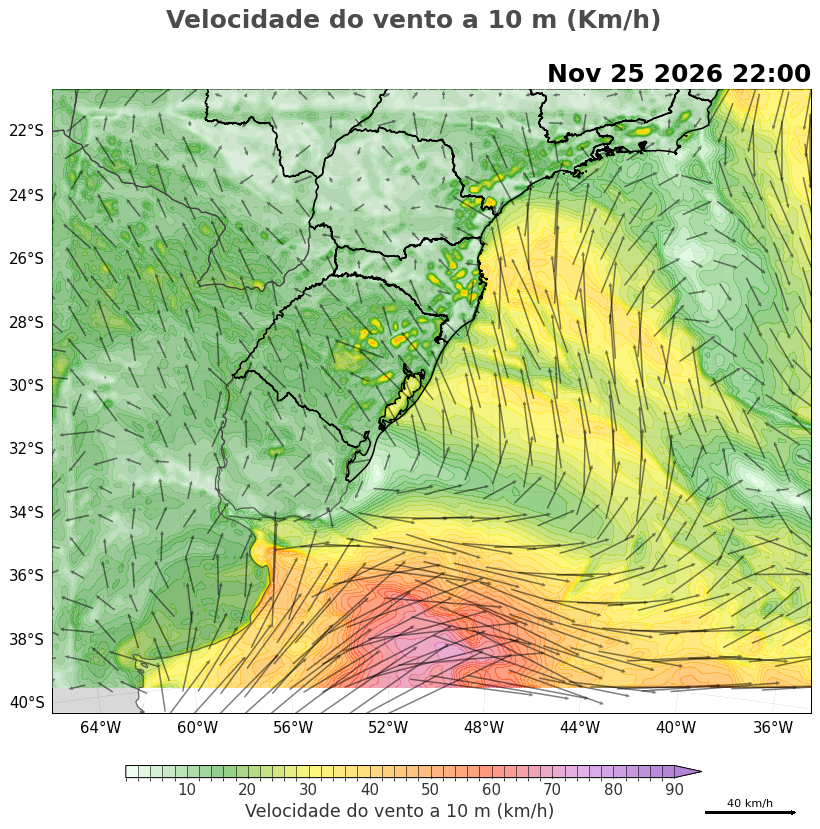 Velocidade do vento a 10 m (Km/h)
Nov 25 2026 22:00
22°S
24°S
26°S
28°S
30°S
32°S
34°S
36°S
38°S
40°S
64°W 60°W 56°W 52°W 48°W 44°W 40°W 36°W
10 20 30 40 50 60 70 80 90
Velocidade do vento a 10 m (km/h)
40 km/h